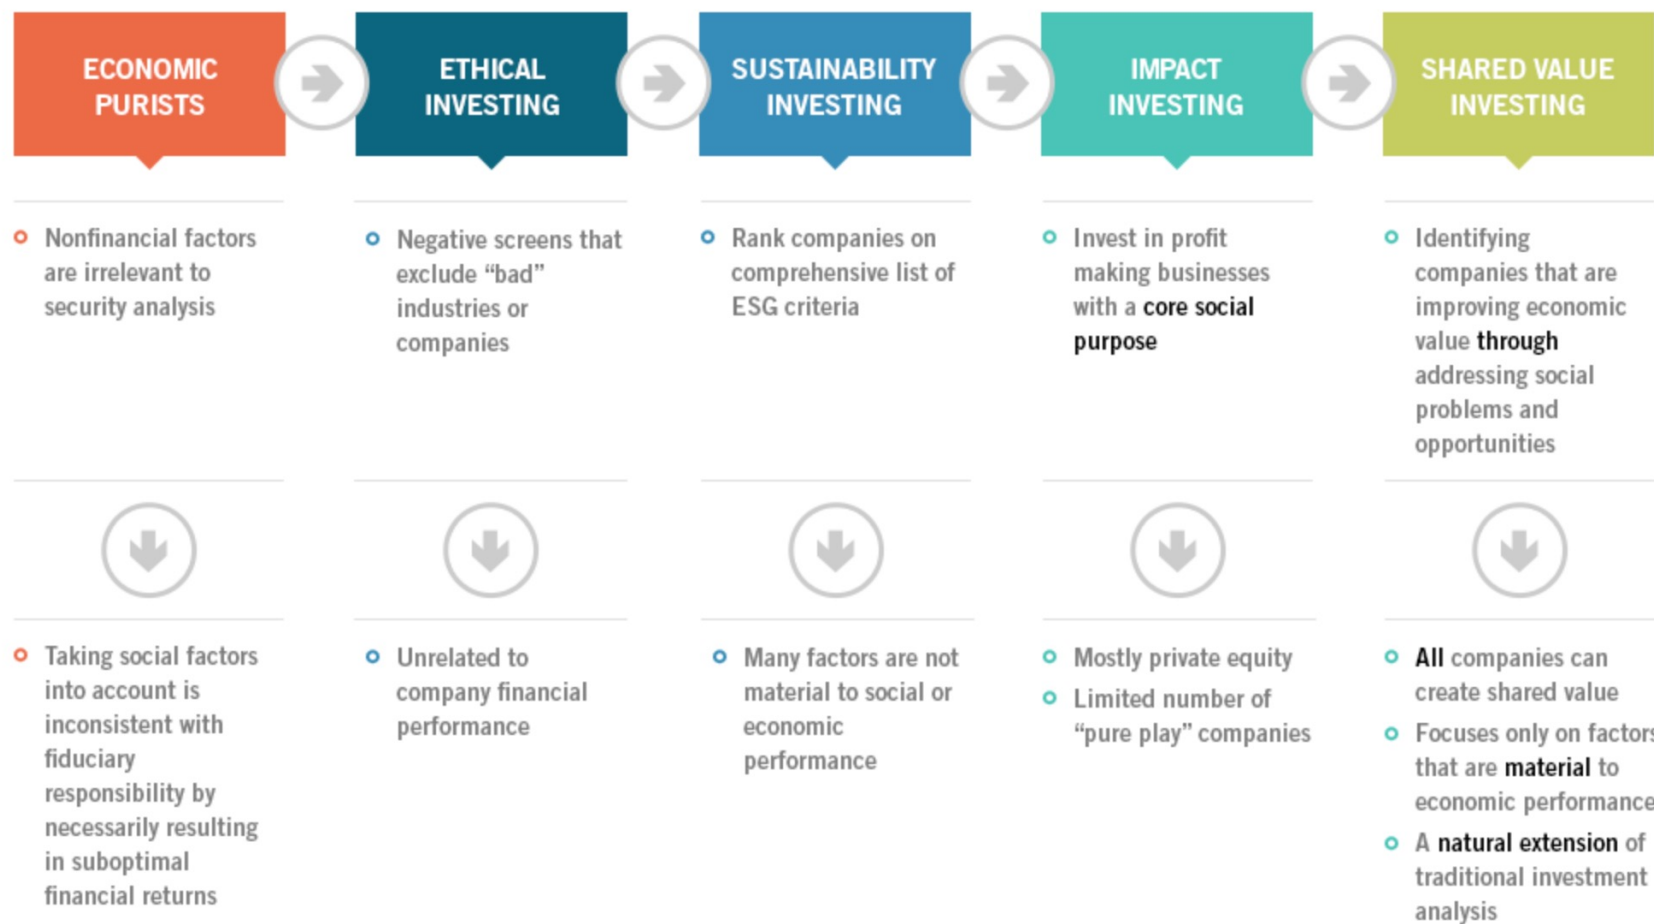 ECONOMIC
PURISTS
ETHICAL
INVESTING
SUSTAINABILITY
INVESTING
IMPACT
INVESTING
SHARED VALUE
INVESTING
Nonfinancial factors
are irrelevant to
security analysis
Negative screens that
exclude “bad”
industries or
companies
Rank companies on
comprehensive list of
ESG criteria
Invest in profit
making businesses
with a core social
purpose
Identifying
companies that are
improving economic
value through
addressing social
problems and
opportunities
Taking social factors
into account is
inconsistent with
fiduciary
responsibility by
necessarily resulting
in suboptimal
financial returns
Unrelated to
company financial
performance
Many factors are not
material to social or
economic
performance
Mostly private equity
Limited number of
“pure play” companies
All companies can
create shared value
Focuses only on factors
that are material to
economic performance
A natural extension of
traditional investment
analysis